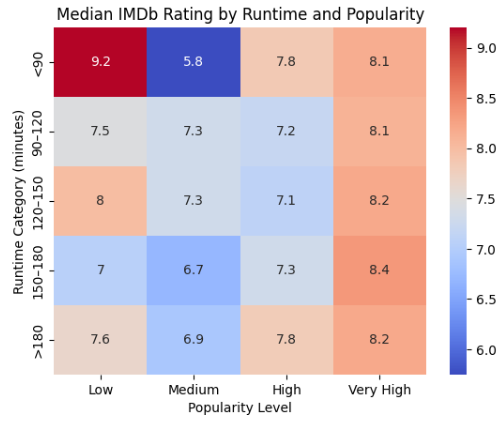 Median IMDb Rating by Runtime and Popularity
Runtime Category (minutes)
<90 9.2 5.8 7.8 8.1
90–120 7.5 7.3 7.2 8.1
120–150 8 7.3 7.1 8.2
150–180 7 6.7 7.3 8.4
>180 7.6 6.9 7.8 8.2
Low Medium High Very High
Popularity Level
9.0
8.5
8.0
7.5
7.0
6.5
6.0